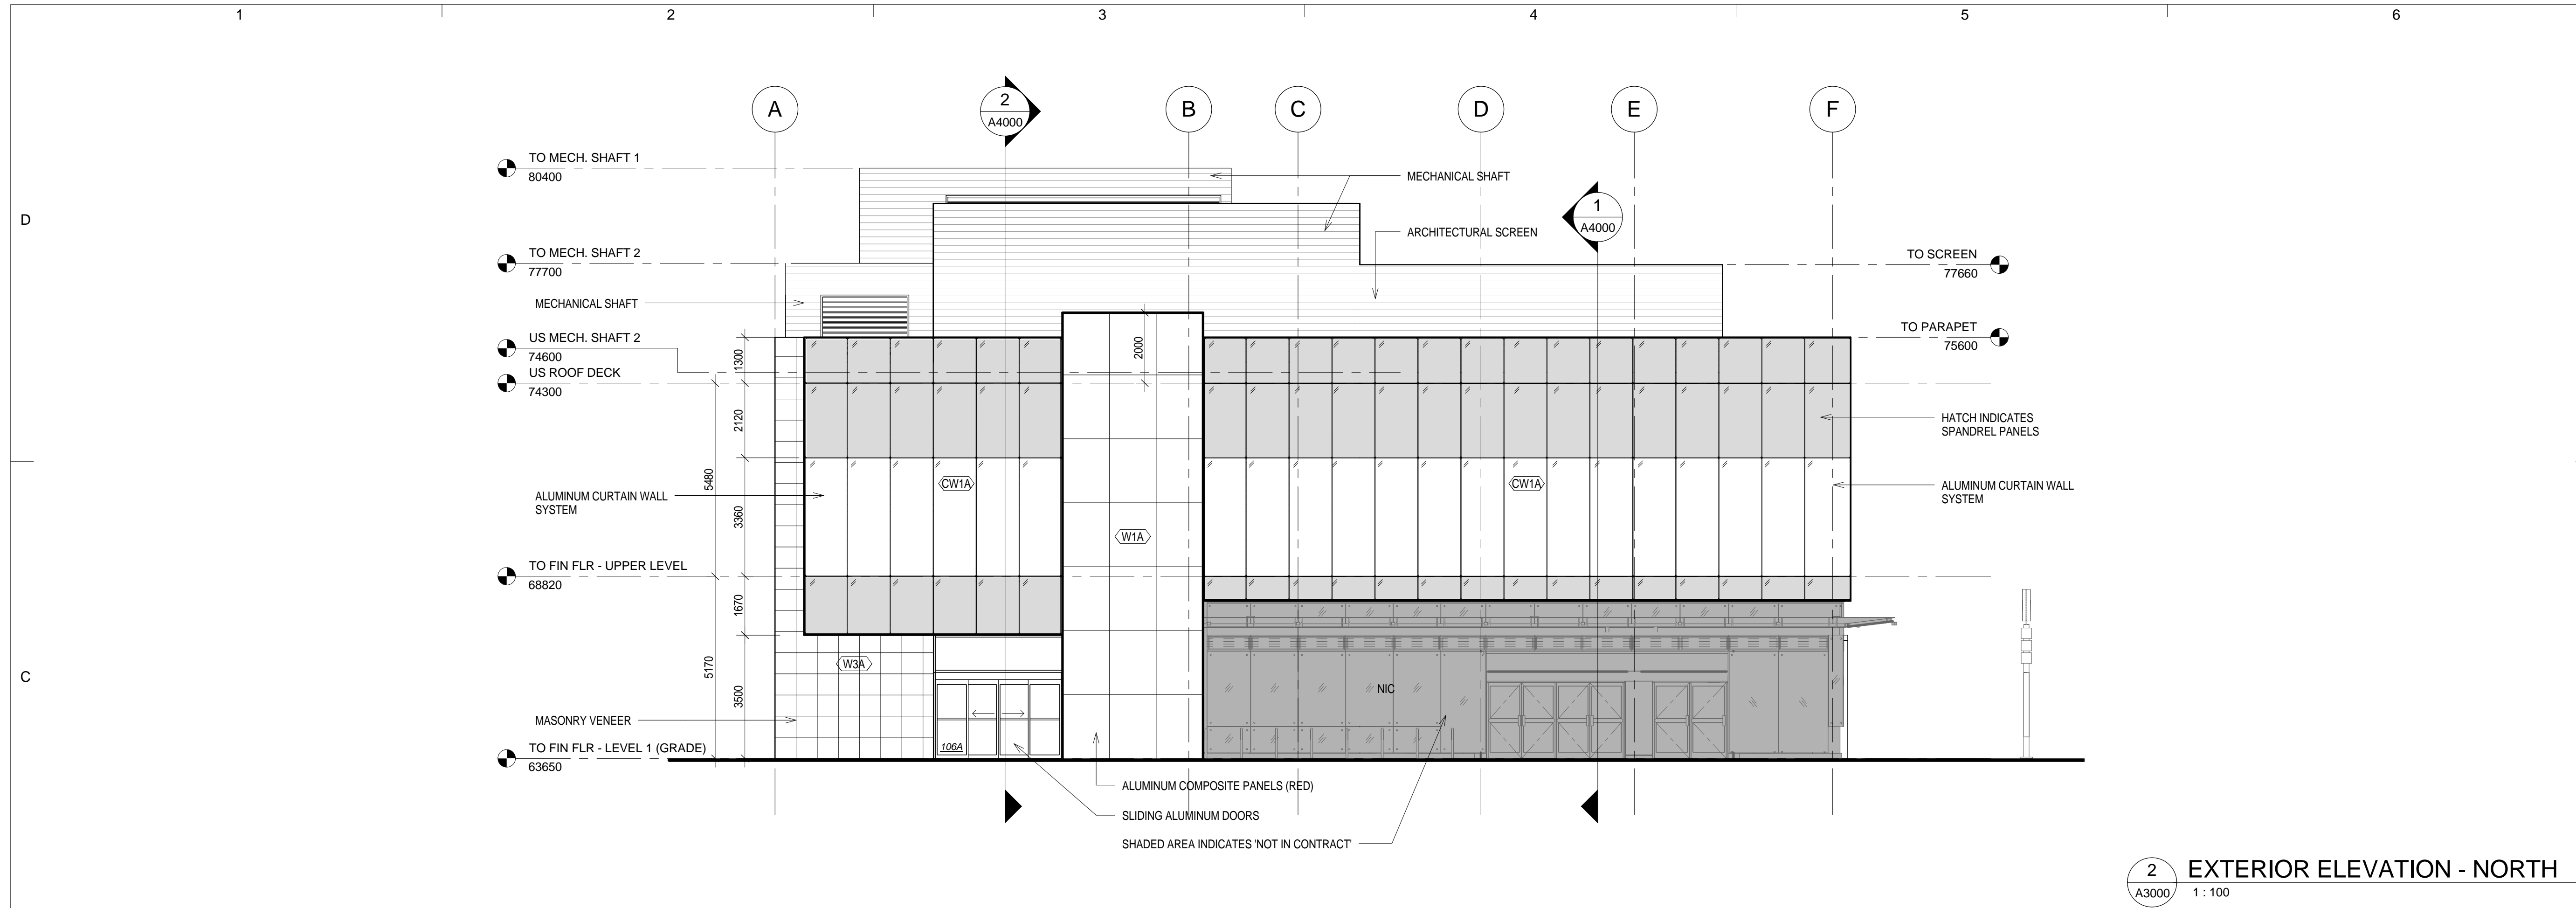 1 2 3 4 5 6
A 2 B C D E F
A4000
TO MECH. SHAFT 1
80400
MECHANICAL SHAFT
1
A4000
D
ARCHITECTURAL SCREEN
TO MECH. SHAFT 2
77700
TO SCREEN
77660
MECHANICAL SHAFT
TO PARAPET
75600
US MECH. SHAFT 2
74600
US ROOF DECK
74300
1300
2000
2120
HATCH INDICATES
SPANDREL PANELS
5480
CW1A
CW1A
ALUMINUM CURTAIN WALL
SYSTEM
ALUMINUM CURTAIN WALL
SYSTEM
3360
W1A
TO FIN FLR - UPPER LEVEL
68820
1670
C
5170
W3A
3500
NIC
MASONRY VENEER
106A
TO FIN FLR - LEVEL 1 (GRADE)
63650
ALUMINUM COMPOSITE PANELS (RED)
SLIDING ALUMINUM DOORS
SHADED AREA INDICATES 'NOT IN CONTRACT'
2
A3000
EXTERIOR ELEVATION - NORTH
1 : 100